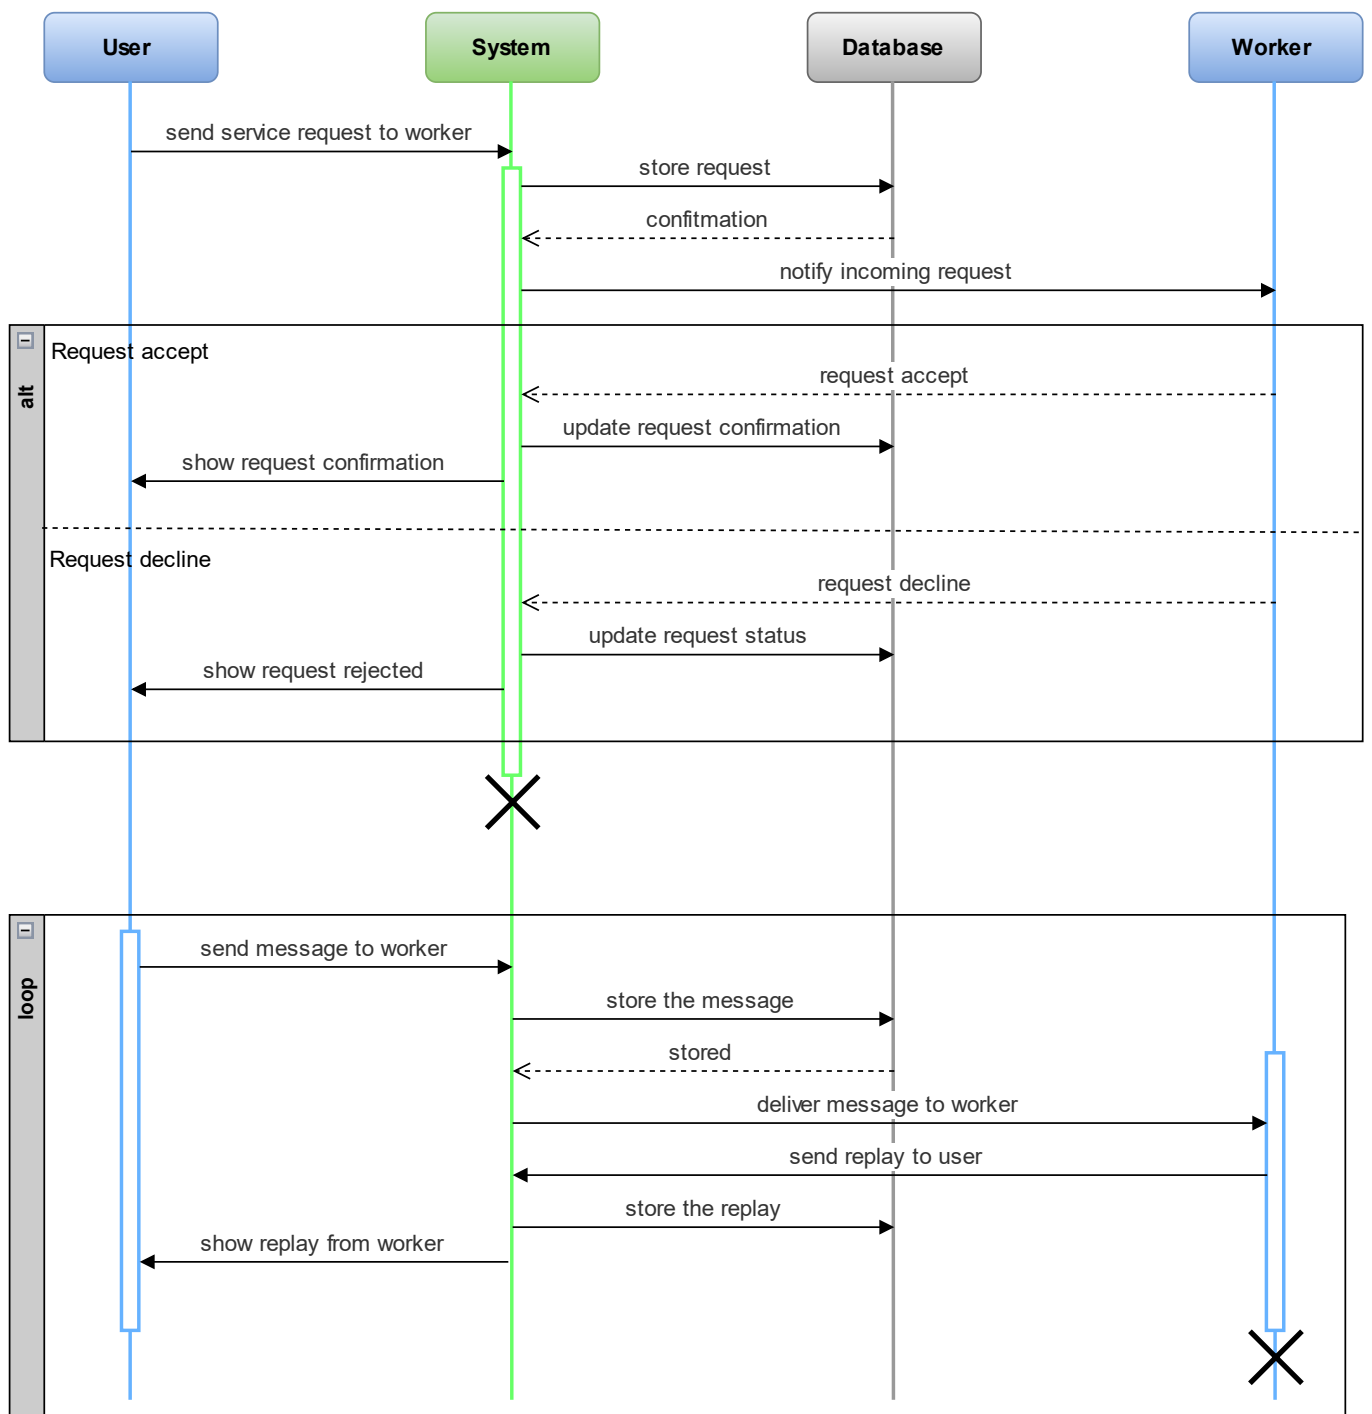 User
System
Database
Worker
send service request to worker
store request
confitmation
notify incoming request
alt
Request accept
request accept
update request confirmation
show request confirmation
Request decline
request decline
update request status
show request rejected
loop
send message to worker
store the message
stored
deliver message to worker
send replay to user
store the replay
show replay from worker